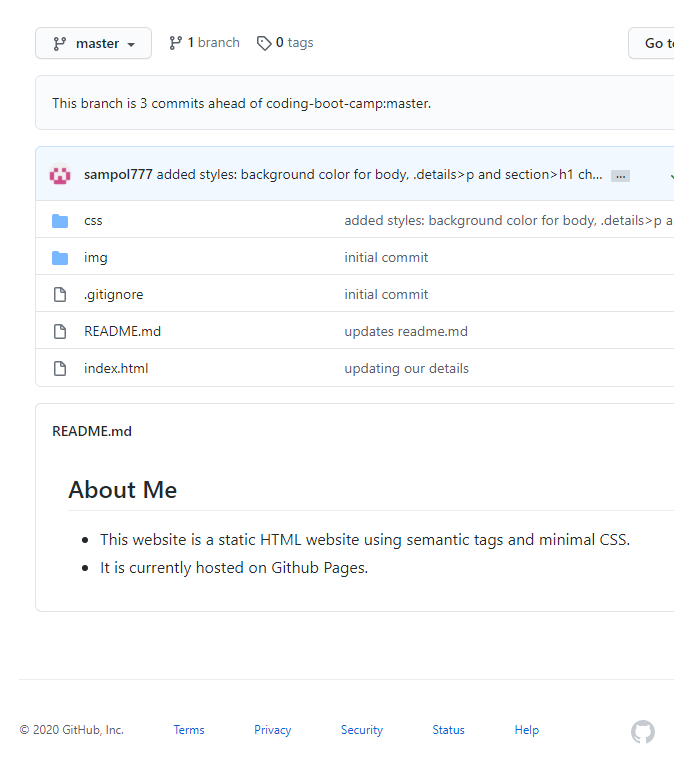 master 1 branch 0 tags Go
This branch is 3 commits ahead of coding-boot-camp:master.
sampol777 added styles: background color for body, .details>p and section>h1 ch... ...
css added styles: background color for body, .details>p a
img initial commit
.gitignore initial commit
README.md updates readme.md
index.html updating our details
README.md
About Me
• This website is a static HTML website using semantic tags and minimal CSS.
• It is currently hosted on Github Pages.
© 2020 GitHub, Inc. Terms Privacy Security Status Help